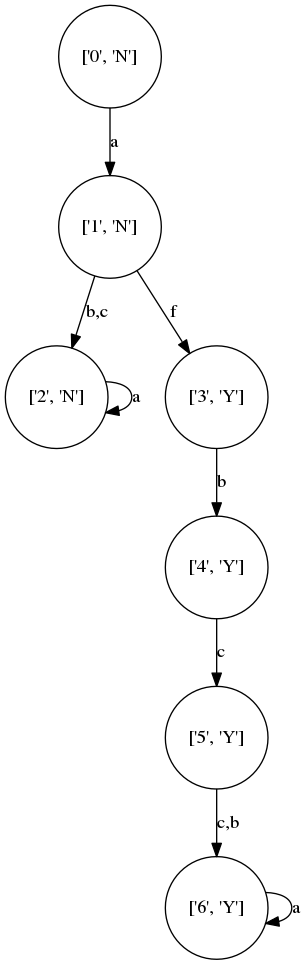 ['0', 'N']
a
['1', 'N']
b,c
f
['2', 'N']
a
['3', 'Y']
b
['4', 'Y']
c
['5', 'Y']
c,b
['6', 'Y']
a